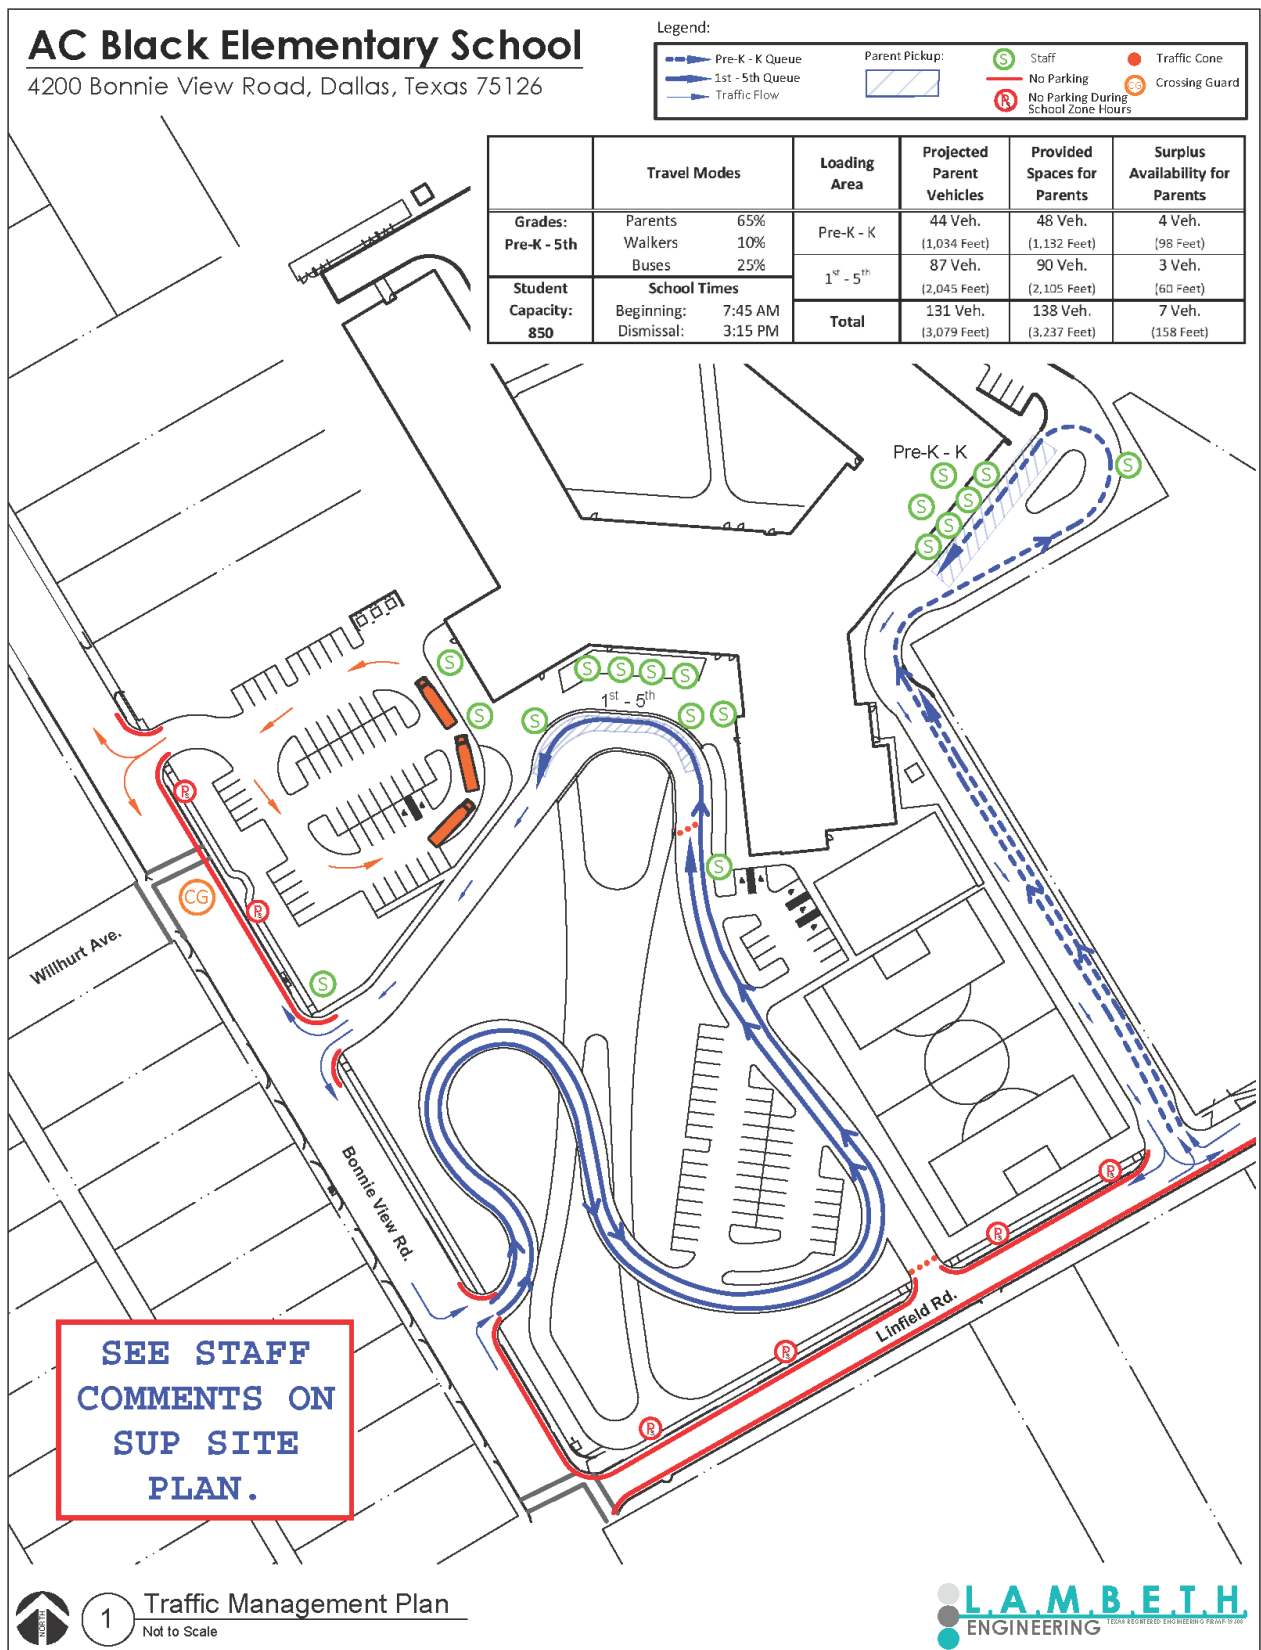 AC Black Elementary School
4200 Bonnie View Road, Dallas, Texas 75126
Legend:
Pre-K - K Queue
1st - 5th Queue
Traffic Flow
Parent Pickup:
S Staff
No Parking
No Parking During
School Zone Hours
Traffic Cone
CG Crossing Guard
Travel Modes
Loading
Area
Projected
Parent
Vehicles
Provided
Spaces for
Parents
Surplus
Availability for
Parents
Grades:
Pre-K - 5th
Parents 65%
Walkers 10%
Buses 25%
Pre-K - K
44 Veh.
(1,034 Feet)
48 Veh.
(1,132 Feet)
4 Veh.
(98 Feet)
1st - 5th
87 Veh.
(2,045 Feet)
90 Veh.
(2,105 Feet)
3 Veh.
(60 Feet)
Student
Capacity:
850
School Times
Beginning: 7:45 AM
Dismissal: 3:15 PM
Total
131 Veh.
(3,079 Feet)
138 Veh.
(3,237 Feet)
7 Veh.
(158 Feet)
Pre-K - K
S
S
S
S
S
S
S
1st - 5th
S
S
S
S
S
S
S
S
S
S
S
CG
Willhurt Ave.
Bonnie View Rd.
Linfield Rd.
SEE STAFF
COMMENTS ON
SUP SITE
PLAN.
NORTH
1
Traffic Management Plan
Not to Scale
L.A.M.B.E.T.H.
ENGINEERING